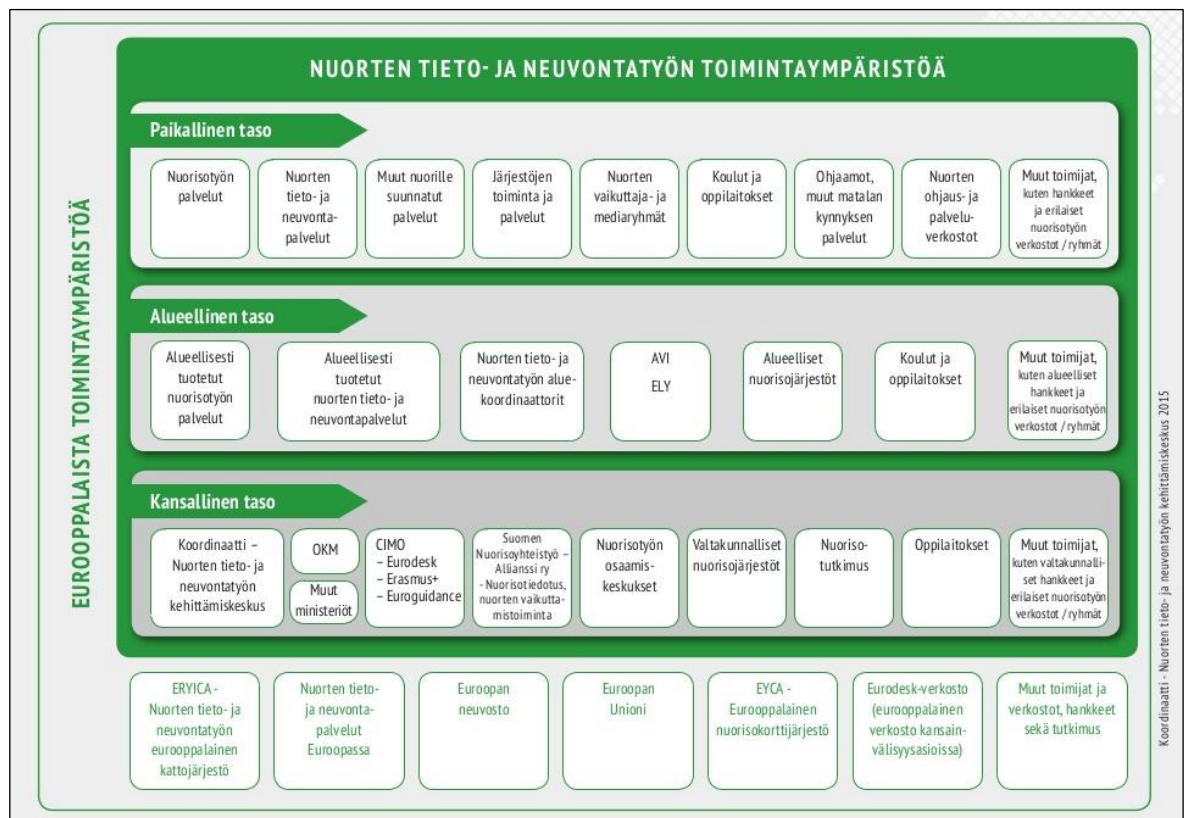 NUORTEN TIETO- JA NEUVONTATYÖN TOIMINTAYMPÄRISTÖÄ
EUROOPPALAISTA TOIMINTAYMPÄRISTÖÄ
Paikallinen taso
Nuorisotyön
palvelut
Nuorten
tieto- ja
neuvonta-
palvelut
Muut nuorille
suunnatut
palvelut
Järjestöjen
toiminta ja
palvelut
Nuorten
vaikuttaja- ja
mediaryhmät
Koulut ja
oppilaitokset
Ohjaamot,
muut matalan
kynnyksen
palvelut
Nuorten
ohjaus- ja
palvelu-
verkostot
Muut toimijat,
kuten hankkeet
ja erilaiset
nuorisotyön
verkostot / ryhmät
Alueellinen taso
Alueellisesti
tuotetut
nuorisotyön
palvelut
Alueellisesti
tuotetut
nuorten tieto- ja
neuvontapalvelut
Nuorten tieto- ja
neuvontatyön alue-
koordinaattorit
AVI
ELY
Alueelliset
nuorisojärjestöt
Koulut ja
oppilaitokset
Muut toimijat,
kuten alueelliset
hankkeet ja
erilaiset nuorisotyön
verkostot / ryhmät
Kansallinen taso
Koordinaatti –
Nuorten tieto- ja
neuvontatyön
kehittämiskeskus
OKM
Muut
ministeriöt
CIMO
– Eurodesk
– Erasmus+
– Euroguidance
Suomen
Nuorisoyhteistyö –
Allianssi ry
- Nuorisotiedotus,
nuorten vaikutta-
mistoiminta
Nuorisotyön
osaamis-
keskukset
Valtakunnalliset
nuorisojärjestöt
Nuoriso-
tutkimus
Oppilaitokset
Muut toimijat,
kuten valtakunnalli-
set hankkeet ja
erilaiset nuorisotyön
verkostot / ryhmät
ERYICA -
Nuorten tieto- ja
neuvontatyön
eurooppalainen
kattojärjestö
Nuorten tieto-
ja neuvonta-
palvelut
Euroopassa
Euroopan
neuvosto
Euroopan
Unioni
EYCA -
Eurooppalainen
nuorisokorttijärjestö
Eurodesk-verkosto
(eurooppalainen
verkosto kansain-
välisyysasioissa)
Muut toimijat ja
verkostot, hankkeet
sekä tutkimus
Koordinaatti - Nuorten tieto- ja neuvontatyön kehittämiskeskus 2015